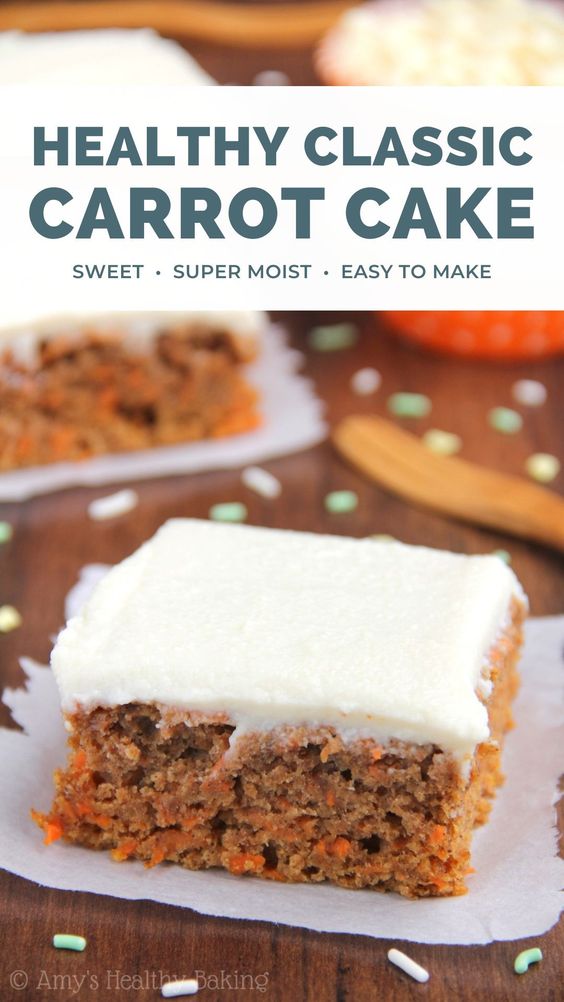 HEALTHY CLASSIC
CARROT CAKE
SWEET • SUPER MOIST • EASY TO MAKE
© Amy's Healthy Baking